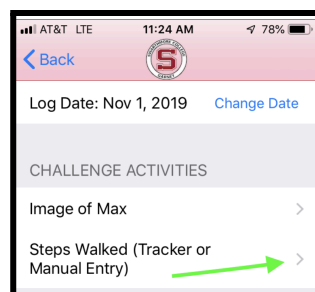 AT&T LTE 11:24 AM 78%
Back
S
Log Date: Nov 1, 2019 Change Date
CHALLENGE ACTIVITIES
Image of Max
Steps Walked (Tracker or
Manual Entry)